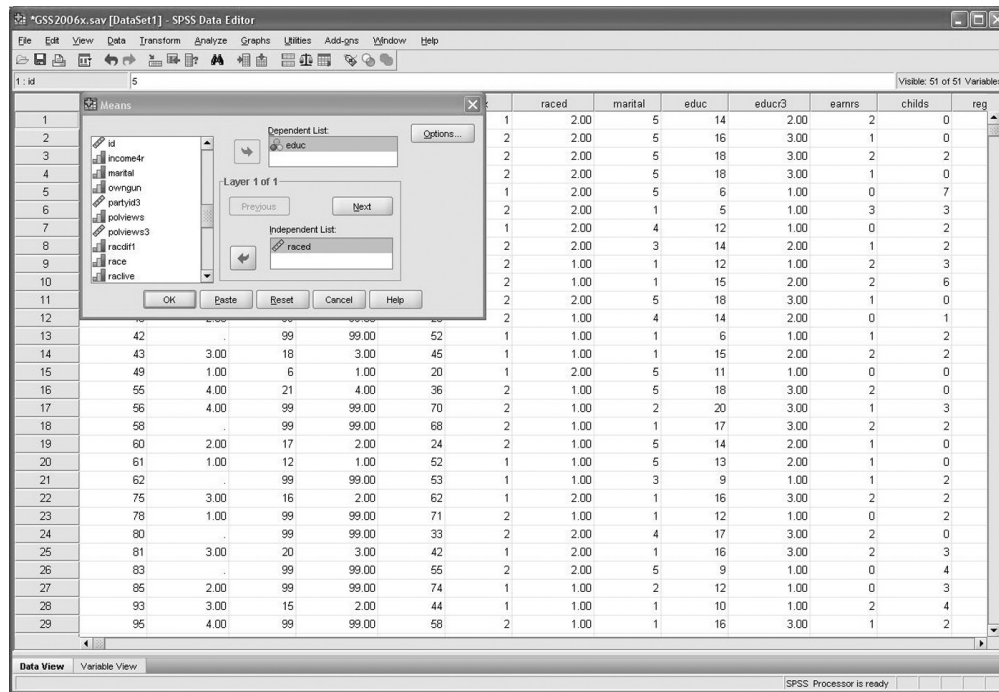 *GSS2006x.sav [DataSet1] - SPSS Data Editor
File Edit View Data Transform Analyze Graphs Utilities Add-ons Window Help
1 : id 5 Visible: 51 of 51 Variables
raced marital educ educr3 earnrs childs reg
Means
id
income4r
marital
owngun
partyid3
polviews
polviews3
racdif1
race
raclive
Dependent List:
educ
Options...
Layer 1 of 1
Previous Next
Independent List:
raced
OK Paste Reset Cancel Help
1 1 2.00 5 14 2.00 2 0
2 2 2.00 5 16 3.00 1 0
3 2 2.00 5 18 3.00 2 2
4 2 2.00 5 18 3.00 1 0
5 1 2.00 5 6 1.00 0 7
6 2 2.00 1 5 1.00 3 3
7 1 2.00 4 12 1.00 0 2
8 2 2.00 3 14 2.00 1 2
9 2 1.00 1 12 1.00 2 3
10 2 1.00 1 15 2.00 2 6
11 2 2.00 5 18 3.00 1 0
12 2 1.00 4 14 2.00 0 1
13 42 . 99 99.00 52 1 1.00 1 6 1.00 1 2
14 43 3.00 18 3.00 45 1 1.00 1 15 2.00 2 2
15 49 1.00 6 1.00 20 1 2.00 5 11 1.00 0 0
16 55 4.00 21 4.00 36 2 1.00 5 18 3.00 2 0
17 56 4.00 99 99.00 70 2 1.00 2 20 3.00 1 3
18 58 . 99 99.00 68 2 1.00 1 17 3.00 2 2
19 60 2.00 17 2.00 24 2 1.00 5 14 2.00 1 0
20 61 1.00 12 1.00 52 1 1.00 5 13 2.00 1 0
21 62 . 99 99.00 53 1 1.00 3 9 1.00 1 2
22 75 3.00 16 2.00 62 1 2.00 1 16 3.00 2 2
23 78 1.00 99 99.00 71 2 1.00 1 12 1.00 0 2
24 80 . 99 99.00 33 2 2.00 4 17 3.00 2 0
25 81 3.00 20 3.00 42 1 2.00 1 16 3.00 2 3
26 83 . 99 99.00 55 2 2.00 5 9 1.00 0 4
27 85 2.00 99 99.00 74 1 1.00 2 12 1.00 0 3
28 93 3.00 15 2.00 44 1 1.00 1 10 1.00 2 4
29 95 4.00 99 99.00 58 2 1.00 1 16 3.00 1 2
Data View Variable View
SPSS Processor is ready